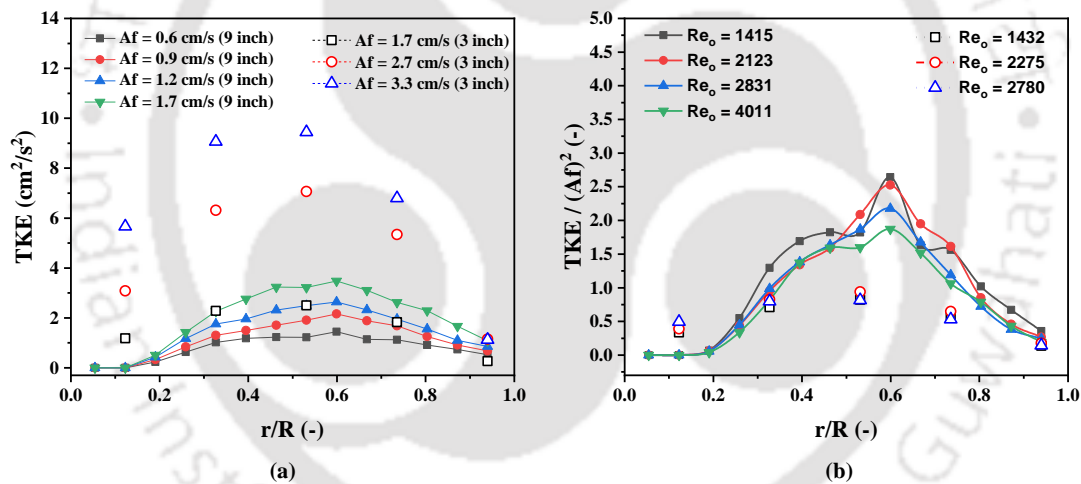 14
12
10
8
6
4
2
0
TKE (cm²/s²)
Af = 0.6 cm/s (9 inch)
Af = 0.9 cm/s (9 inch)
Af = 1.2 cm/s (9 inch)
Af = 1.7 cm/s (9 inch)
Af = 1.7 cm/s (3 inch)
Af = 2.7 cm/s (3 inch)
Af = 3.3 cm/s (3 inch)
0.0 0.2 0.4 0.6 0.8 1.0
r/R (-)
(a)
5.0
4.5
4.0
3.5
3.0
2.5
2.0
1.5
1.0
0.5
0.0
TKE / (Af)² (-)
Reₒ = 1415
Reₒ = 2123
Reₒ = 2831
Reₒ = 4011
Reₒ = 1432
Reₒ = 2275
Reₒ = 2780
0.0 0.2 0.4 0.6 0.8 1.0
r/R (-)
(b)
Indian
Inst
Guwahati